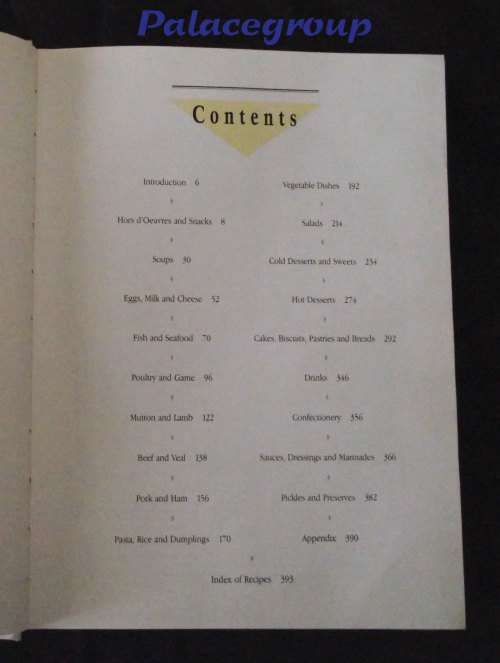 Palacegroup
Contents
Introduction 6
Hors d'Oeuvres and Snacks 8
Soups 30
Eggs, Milk and Cheese 52
Fish and Seafood 70
Poultry and Game 96
Mutton and Lamb 122
Beef and Veal 138
Pork and Ham 156
Pasta, Rice and Dumplings 170
Vegetable Dishes 192
Salads 214
Cold Desserts and Sweets 234
Hot Desserts 274
Cakes, Biscuits, Pastries and Breads 292
Drinks 346
Confectionery 356
Sauces, Dressings and Marinades 366
Pickles and Preserves 382
Appendix 390
Index of Recipes 393